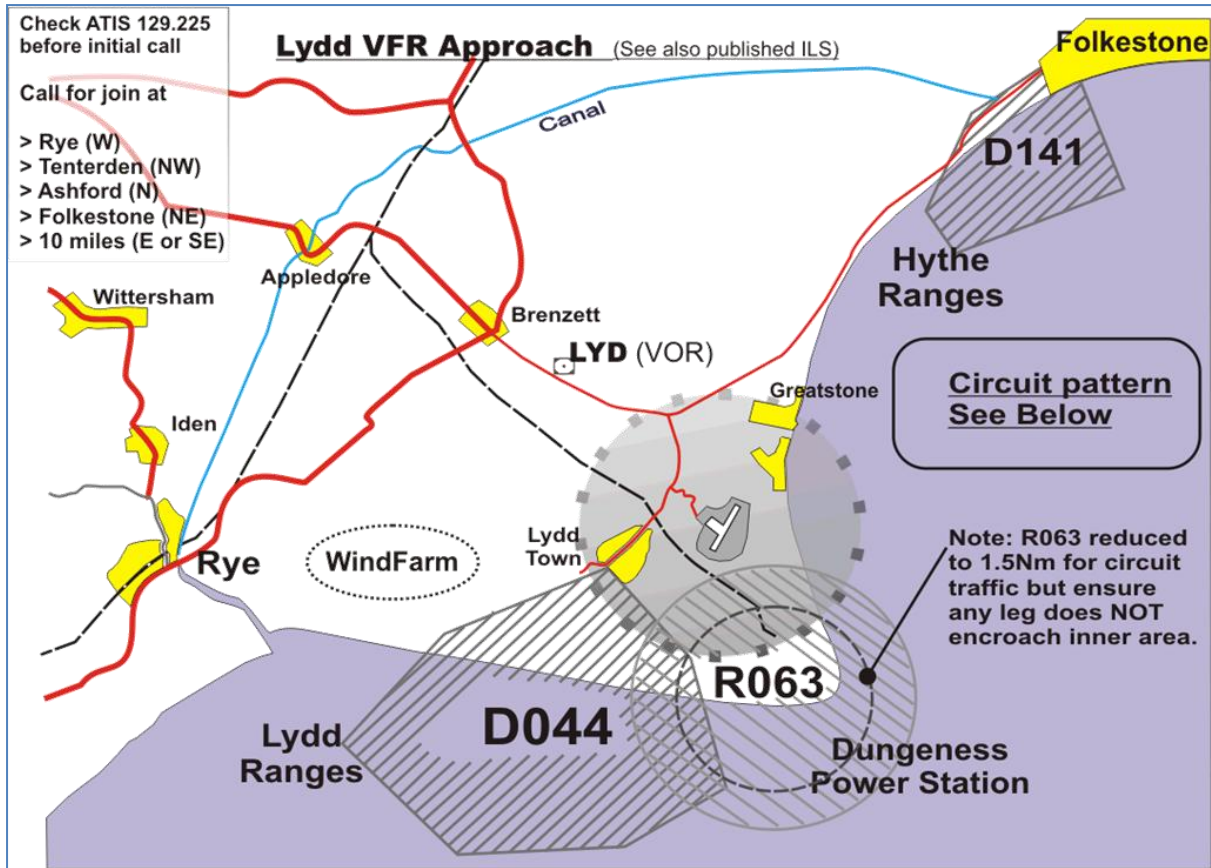 Check ATIS 129.225
before initial call
Call for join at
> Rye (W)
> Tenterden (NW)
> Ashford (N)
> Folkestone (NE)
> 10 miles (E or SE)
Lydd VFR Approach (See also published ILS)
Folkestone
Canal
D141
Hythe
Ranges
Appledore
Wittersham
Brenzett
LYD (VOR)
Greatstone
Circuit pattern
See Below
Iden
Lydd
Town
Rye
WindFarm
Note: R063 reduced
to 1.5Nm for circuit
traffic but ensure
any leg does NOT
encroach inner area.
R063
D044
Lydd
Ranges
Dungeness
Power Station